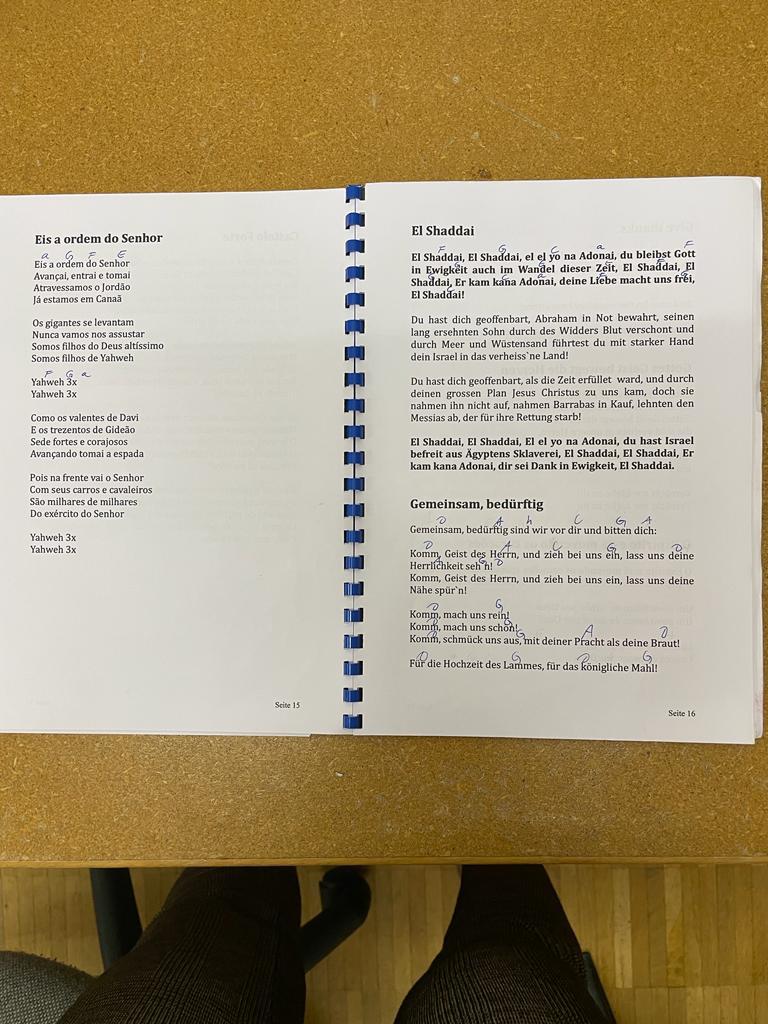 Eis a ordem do Senhor
a G F E
Eis a ordem do Senhor
Avançai, entrai e tomai
Atravessamos o Jordão
Já estamos em Canaã
Os gigantes se levantam
Nunca vamos nos assustar
Somos filhos do Deus altíssimo
Somos filhos de Yahweh
F G a
Yahweh 3x
Yahweh 3x
Como os valentes de Davi
E os trezentos de Gideão
Sede fortes e corajosos
Avançando tomai a espada
Pois na frente vai o Senhor
Com seus carros e cavaleiros
São milhares de milhares
Do exército do Senhor
Yahweh 3x
Yahweh 3x
Seite 15
El Shaddai
F G C a F
El Shaddai, El Shaddai, el el yo na Adonai, du bleibst Gott
in Ewigkeit auch im Wandel dieser Zeit, El Shaddai, El
Shaddai, Er kam kana Adonai, deine Liebe macht uns frei,
El Shaddai!
Du hast dich geoffenbart, Abraham in Not bewahrt, seinen
lang ersehnten Sohn durch des Widders Blut verschont und
durch Meer und Wüstensand führtest du mit starker Hand
dein Israel in das verheiss`ne Land!
Du hast dich geoffenbart, als die Zeit erfüllet ward, und durch
deinen grossen Plan Jesus Christus zu uns kam, doch sie
nahmen ihn nicht auf, nahmen Barrabas in Kauf, lehnten den
Messias ab, der für ihre Rettung starb!
El Shaddai, El Shaddai, El el yo na Adonai, du hast Israel
befreit aus Ägyptens Sklaverei, El Shaddai, El Shaddai, Er
kam kana Adonai, dir sei Dank in Ewigkeit, El Shaddai.
Gemeinsam, bedürftig
D A h C G A
Gemeinsam, bedürftig sind wir vor dir und bitten dich:
D A C G D
Komm, Geist des Herrn, und zieh bei uns ein, lass uns deine
A G D
Herrlichkeit seh`n!
Komm, Geist des Herrn, und zieh bei uns ein, lass uns deine
Nähe spür`n!
D G
Komm, mach uns rein!
D G
Komm, mach uns schön!
D G A D
Komm, schmück uns aus, mit deiner Pracht als deine Braut!
D G D G
Für die Hochzeit des Lammes, für das königliche Mahl!
Seite 16